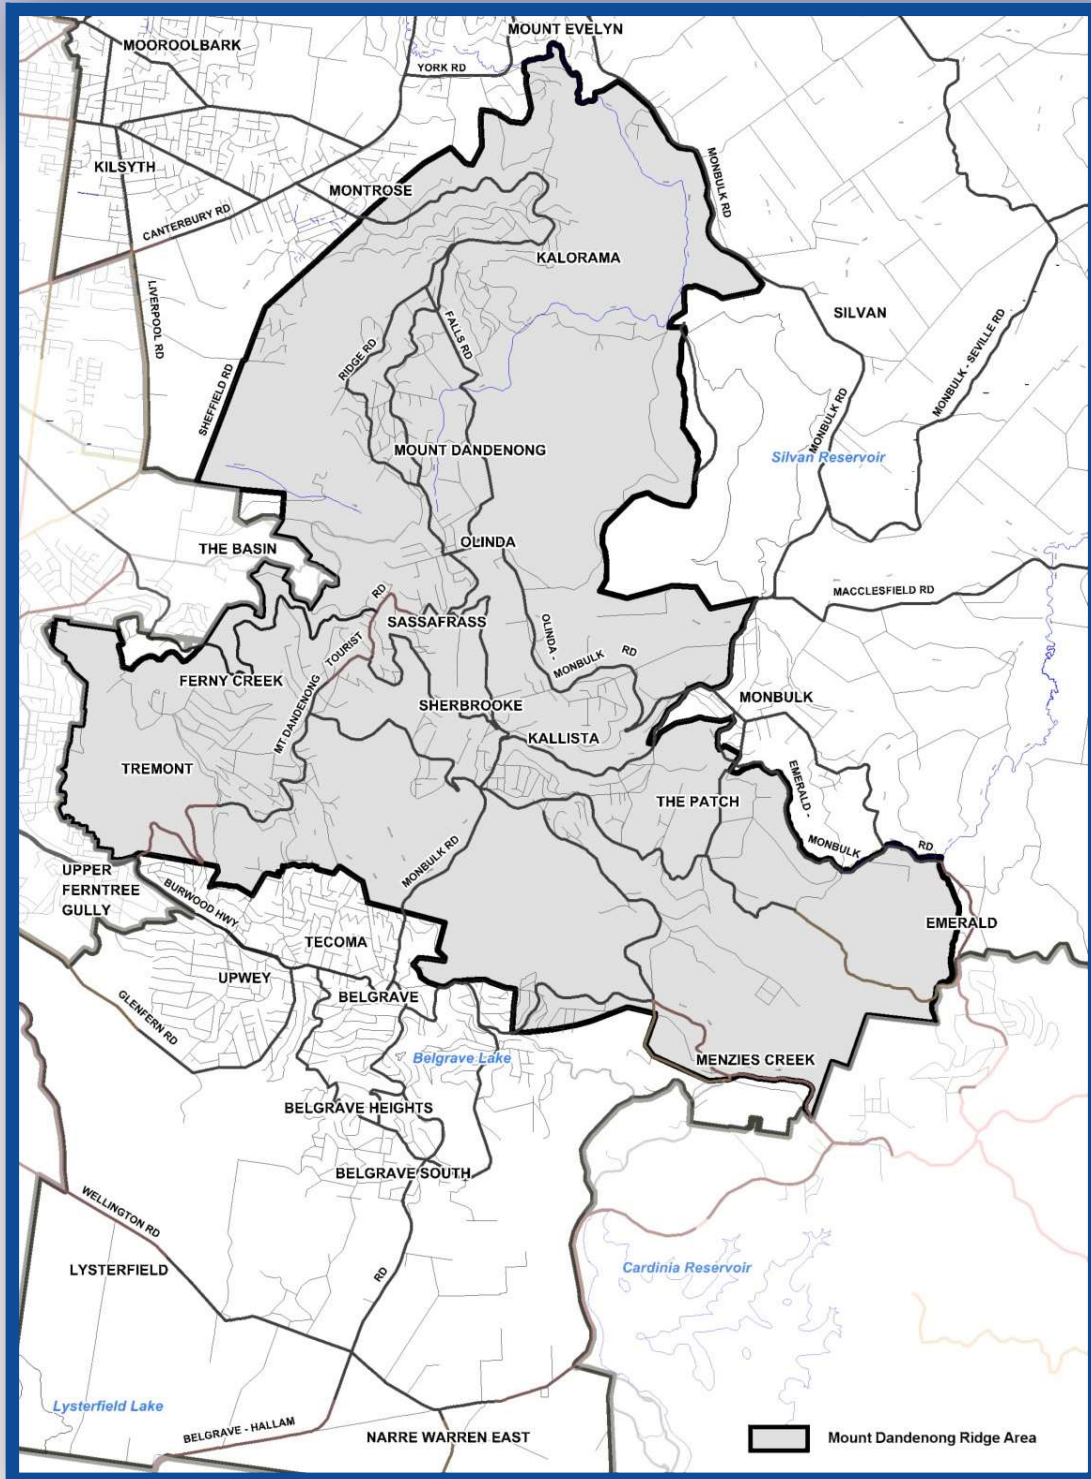 MOUNT EVELYN
MOOROOLBARK
YORK RD
KILSYTH
MONBULK RD
MONTROSE
CANTERBURY RD
KALORAMA
LIVERPOOL RD
SILVAN
FALLS RD
RIDGE RD
MONBULK - SEVILLE RD
SHEFFIELD RD
MONBULK RD
MOUNT DANDENONG
Silvan Reservoir
OLINDA
THE BASIN
MACCLESFIELD RD
SASSAFRASS
OLINDA -
MONBULK
RD
MT DANDENONG
TOURIST
RD
FERNY CREEK
SHERBROOKE
MONBULK
KALLISTA
TREMONT
EMERALD -
MONBULK
RD
THE PATCH
MONBULK RD
UPPER
FERNTREE
GULLY
BURWOOD HWY
EMERALD
TECOMA
UPWEY
BELGRAVE
GLENFERN RD
Belgrave Lake
MENZIES CREEK
BELGRAVE HEIGHTS
BELGRAVE SOUTH
WELLINGTON RD
LYSTERFIELD
RD
Cardinia Reservoir
Lysterfield Lake
BELGRAVE - HALLAM
NARRE WARREN EAST
Mount Dandenong Ridge Area